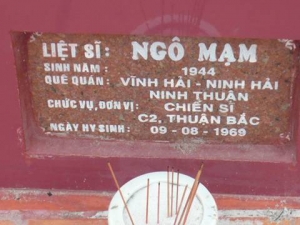 LIỆT SĨ : NGÔ MẠM
SINH NĂM : 1944
QUÊ QUÁN : VĨNH HẢI - NINH HẢI
NINH THUẬN
CHỨC VỤ, ĐƠN VỊ : CHIẾN SĨ
C2, THUẬN BẮC
NGÀY HY SINH : 09 - 08 - 1969